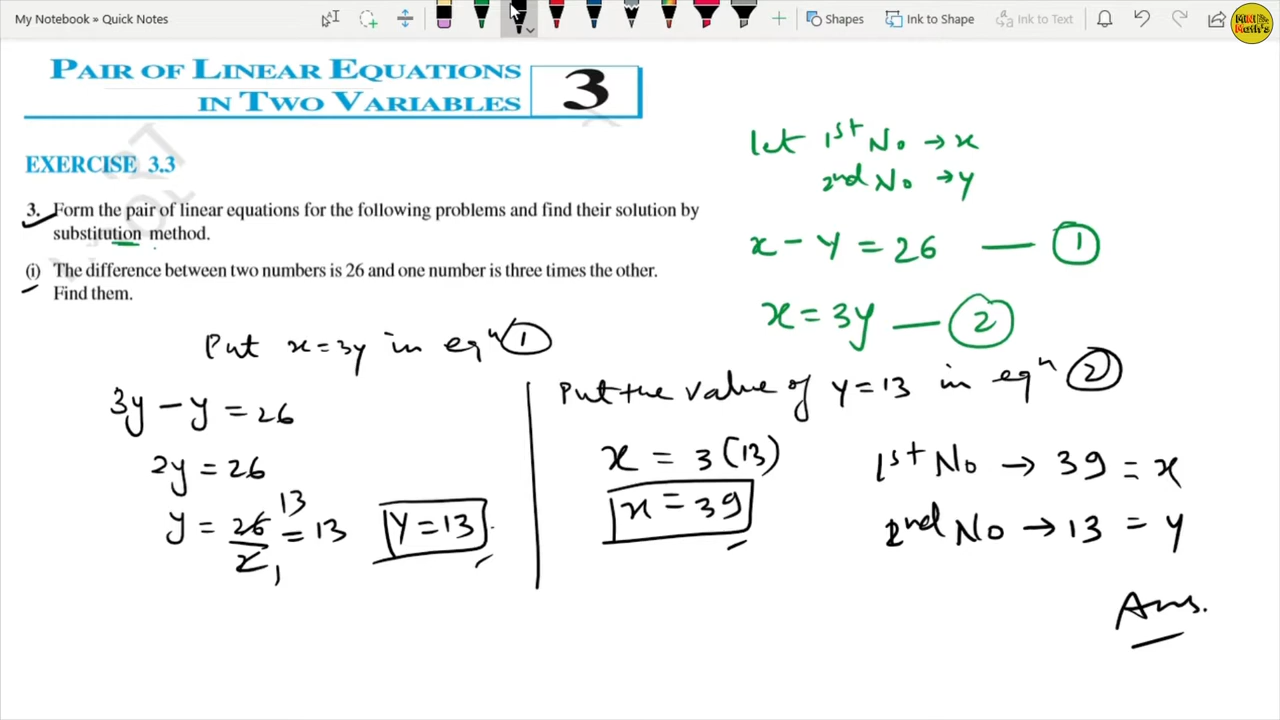 My Notebook » Quick Notes
Shapes
Ink to Shape
Ink to Text
Maths
PAIR OF LINEAR EQUATIONS
IN TWO VARIABLES
3
EXERCISE 3.3
3. Form the pair of linear equations for the following problems and find their solution by
substitution method.
(i) The difference between two numbers is 26 and one number is three times the other.
Find them.
let 1st No → x
2nd No → y
x - y = 26 — 1
x = 3y — 2
Put x = 3y in eqn 1
3y - y = 26
2y = 26
y = 26/2 = 13
13
1
y = 13
Put the value of y = 13 in eqn 2
x = 3(13)
x = 39
1st No → 39 = x
2nd No → 13 = y
Ans.